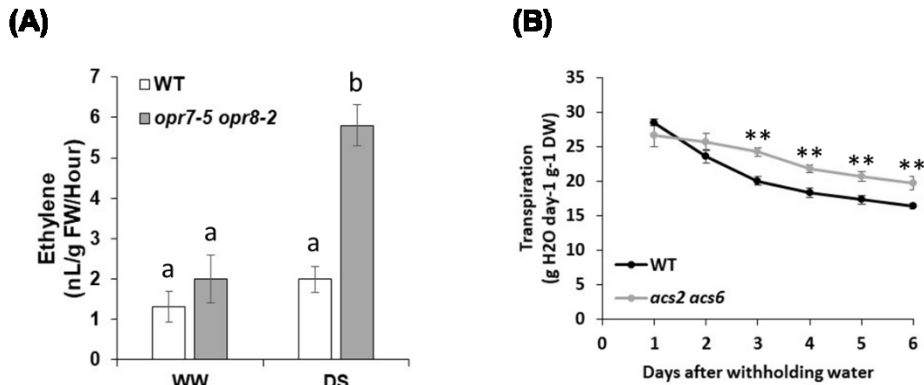 (A)
(B)
7
6
5
4
3
2
1
0
Ethylene
(nL/g FW/Hour)
WT
opr7-5 opr8-2
a
a
a
b
WW
DS
35
30
25
20
15
10
5
0
Transpiration
(g H2O day-1 g-1 DW)
**
**
**
**
WT
acs2 acs6
0 1 2 3 4 5 6
Days after withholding water